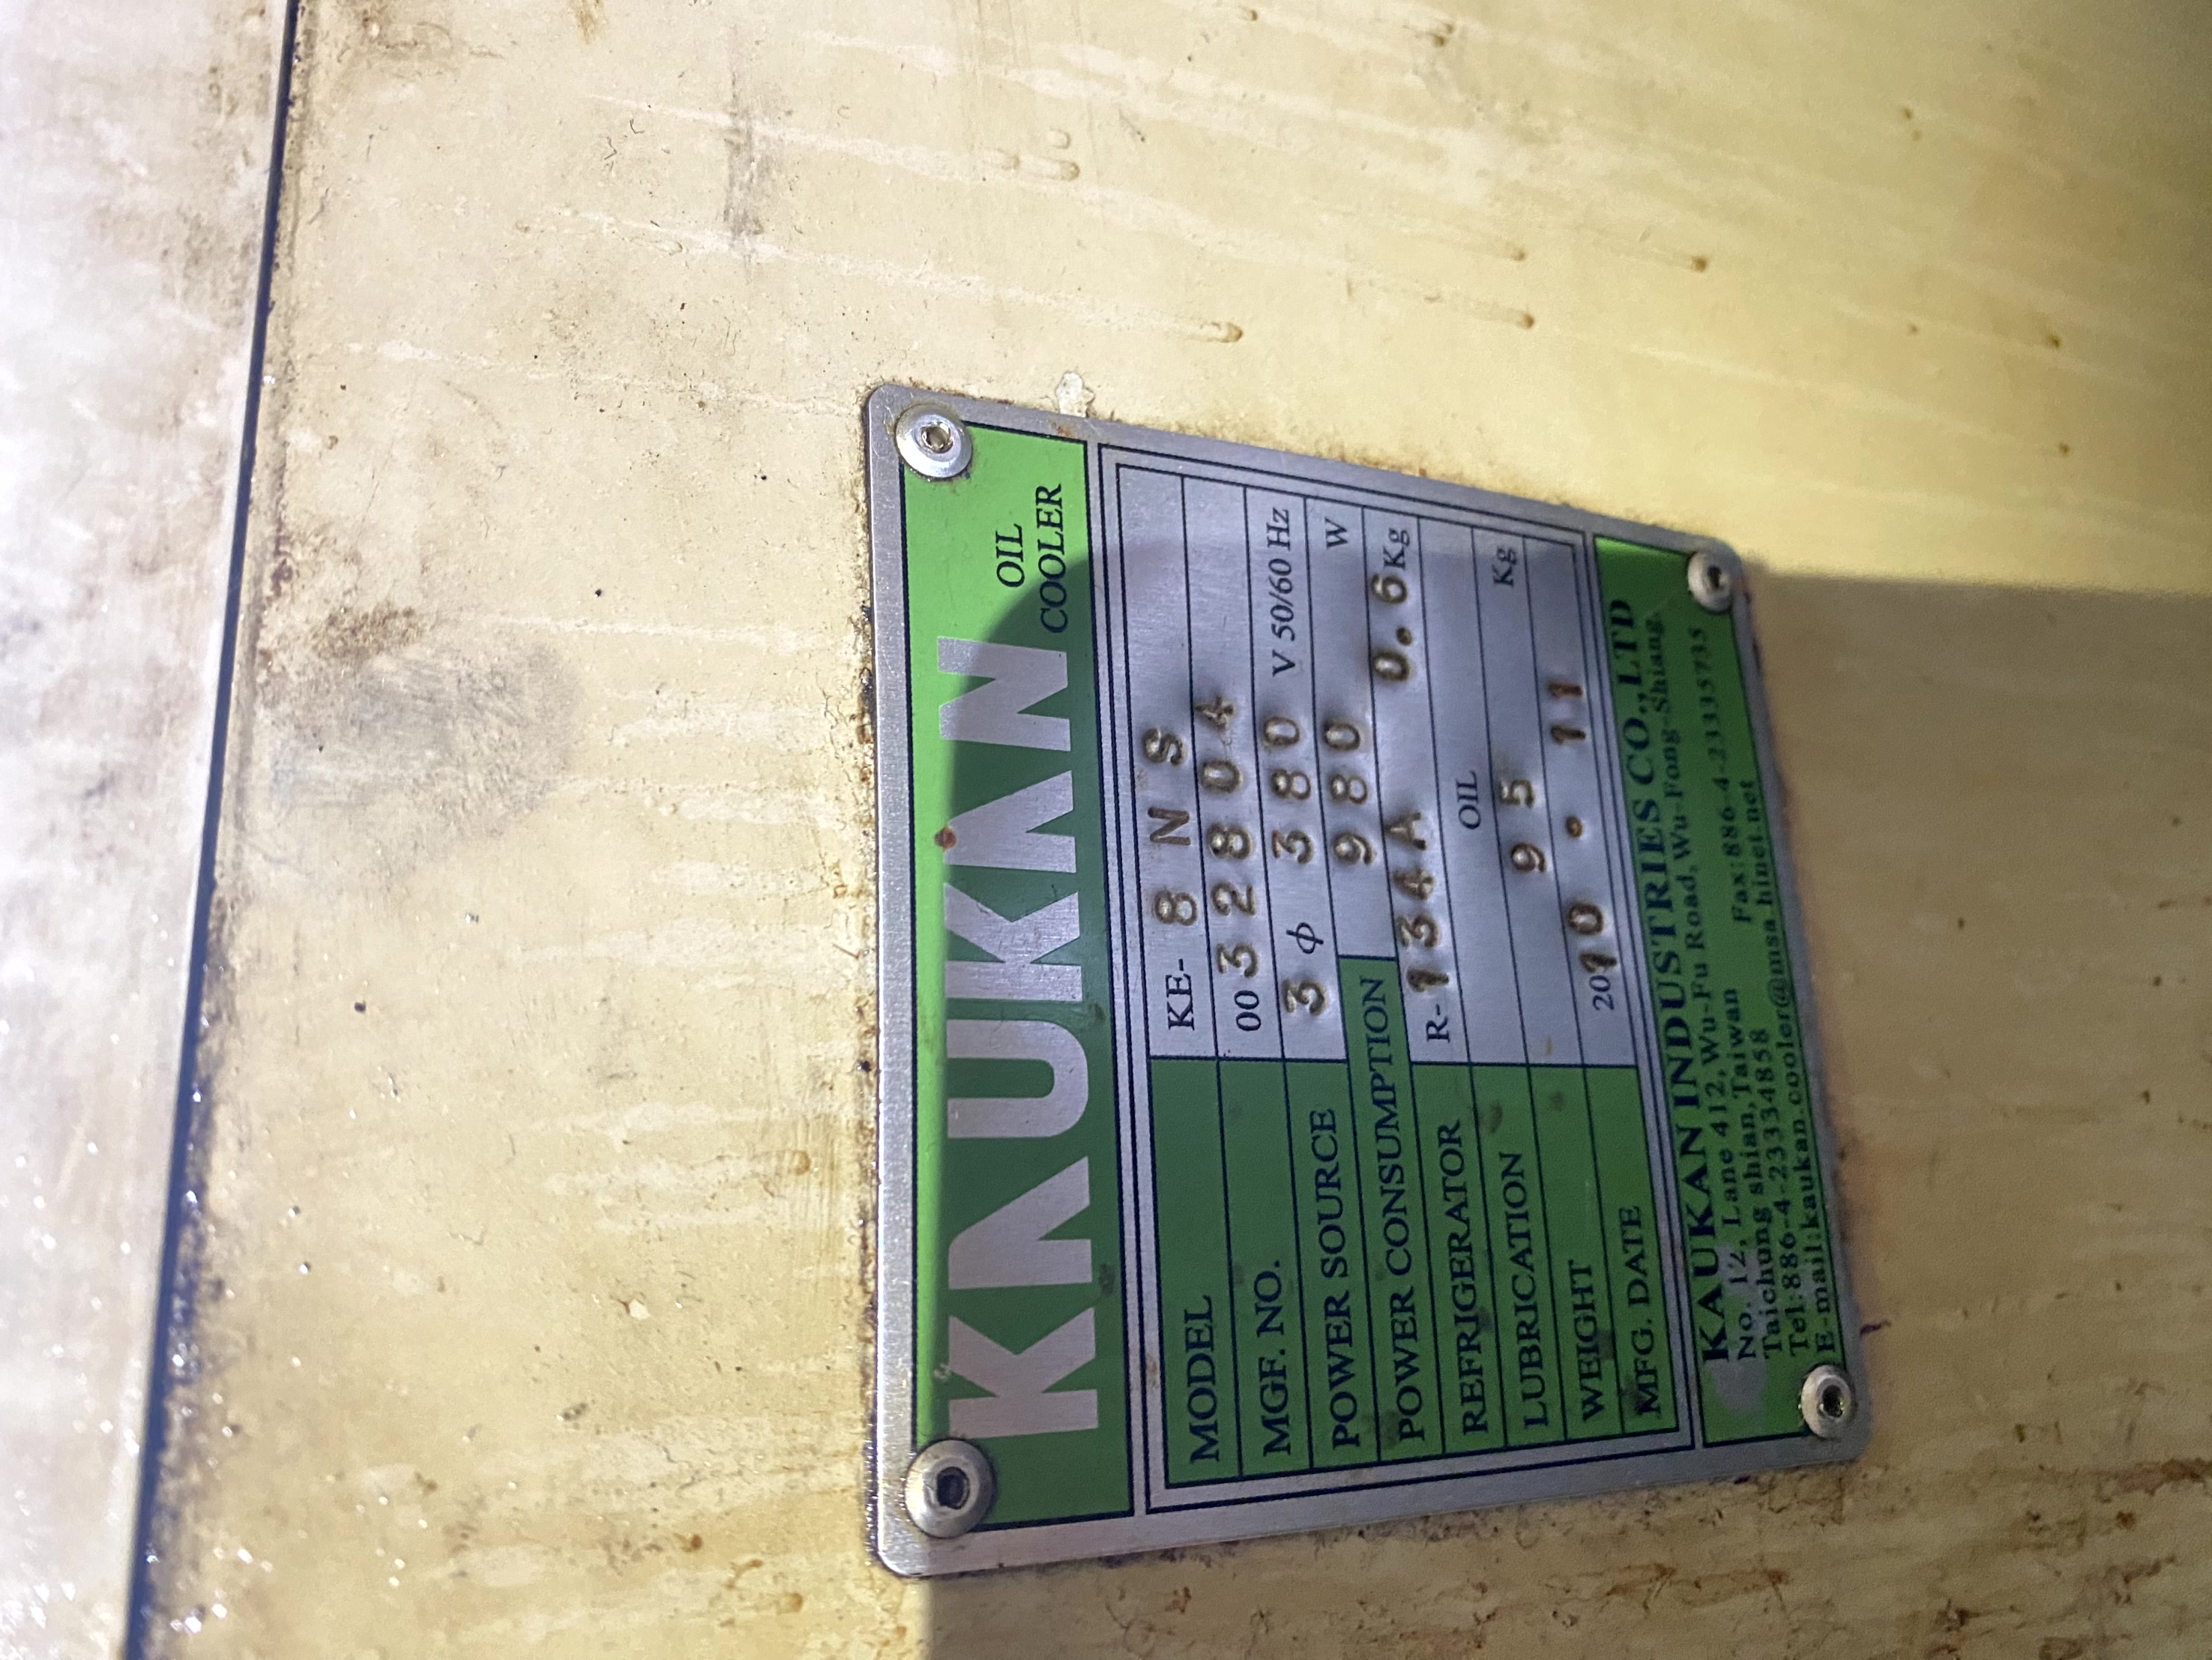 KAUKAN OIL COOLER
MODEL KE- 8 N S
MGF. NO. 00 3 2 8 0 4
POWER SOURCE 3 ϕ 3 8 0 V 50/60 Hz
POWER CONSUMPTION 9 8 0 W
REFRIGERATOR R- 1 3 4 A 0.6 Kg
LUBRICATION OIL
WEIGHT 9 5 Kg
MFG. DATE 2010 • 11
KAUKAN INDUSTRIES CO.,LTD
No. 12, Lane 412, Wu-Fu Road, Wu-Fong-Shiang.
Taichung shian, Taiwan
Tel:886-4-23334858 Fax:886-4-23335735
E-mail:kaukan.cooler@msa.hinet.net